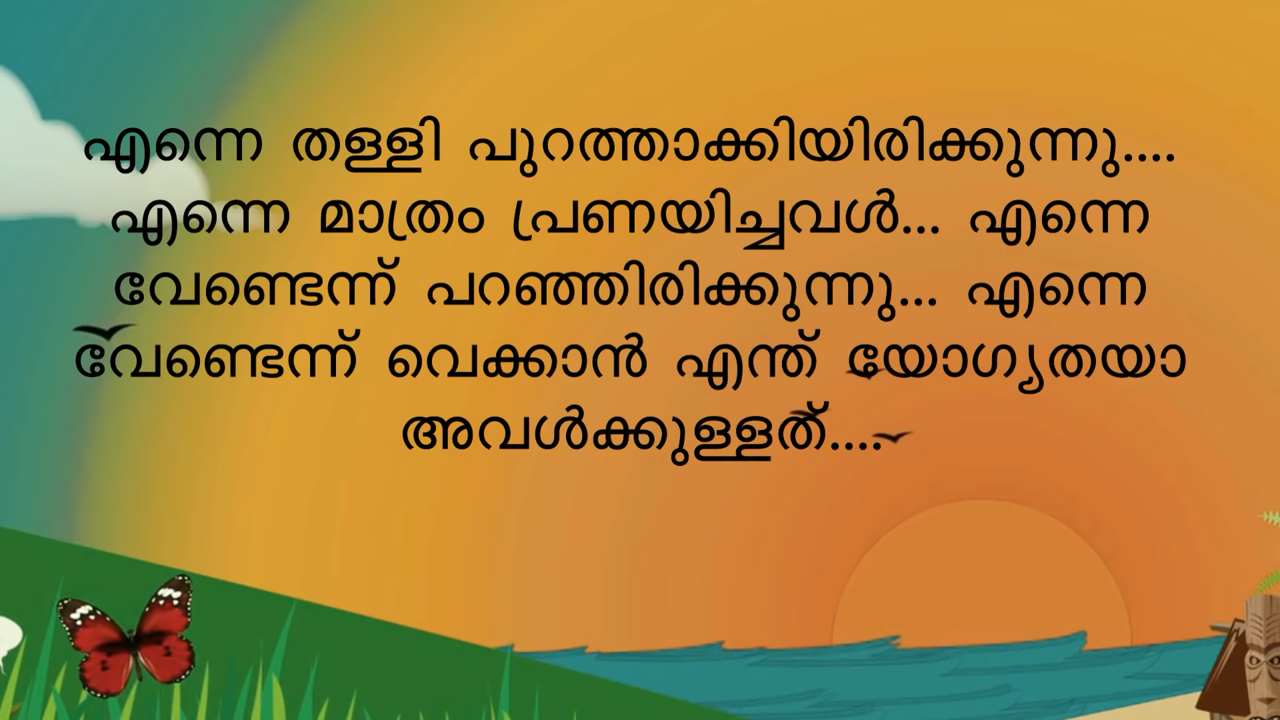 എന്നെ തള്ളി പുറത്താക്കിയിരിക്കുന്നു....
എന്നെ മാത്രം പ്രണയിച്ചവൾ... എന്നെ
വേണ്ടെന്ന് പറഞ്ഞിരിക്കുന്നു... എന്നെ
വേണ്ടെന്ന് വെക്കാൻ എന്ത് യോഗ്യതയാ
അവൾക്കുള്ളത്....